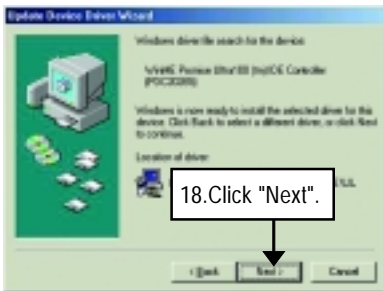 Update Device Driver Wizard
Windows driver file search for the device:
Promise
Controller
Windows is now ready to install the selected driver for this
device. Click Back to select a different driver, or click Next
to continue.
Location of driver:
18.Click "Next".
< Back
Next >
Cancel